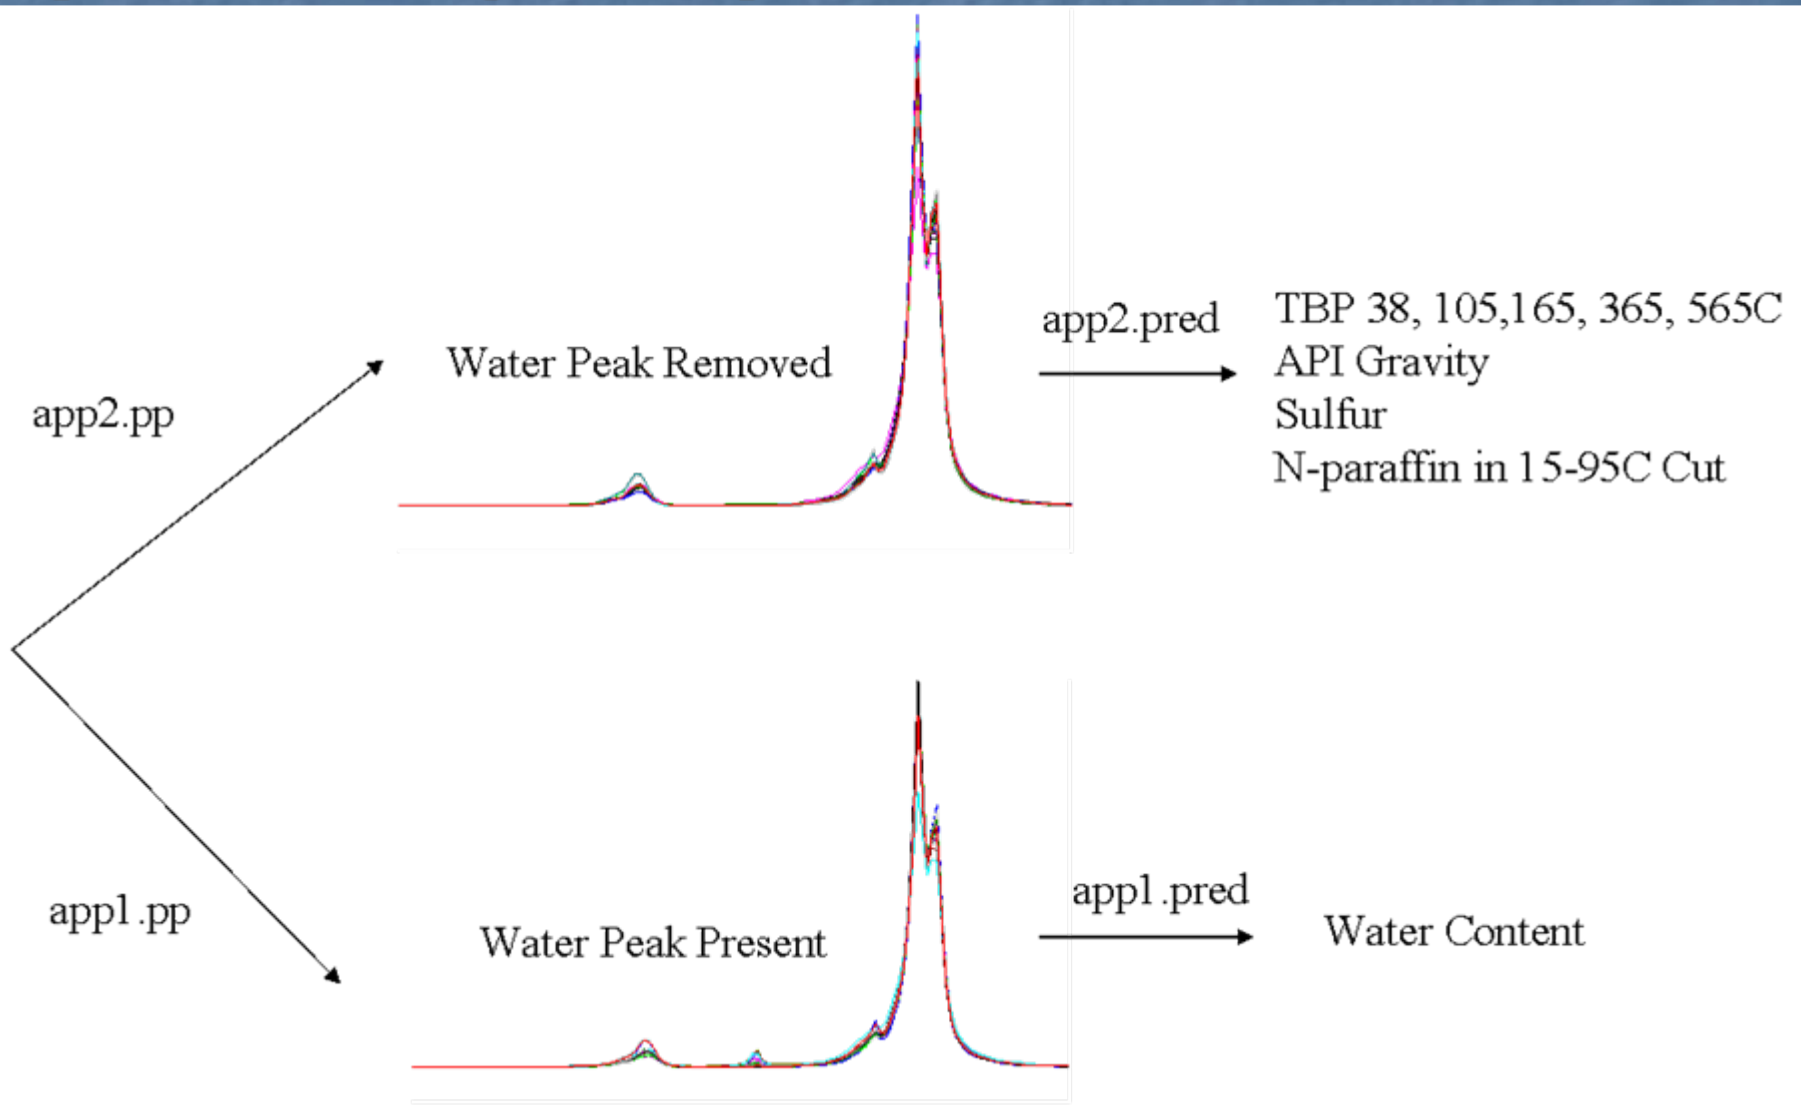 app2.pp
Water Peak Removed
app2.pred
TBP 38, 105,165, 365, 565C
API Gravity
Sulfur
N-paraffin in 15-95C Cut
app1.pp
Water Peak Present
app1.pred
Water Content